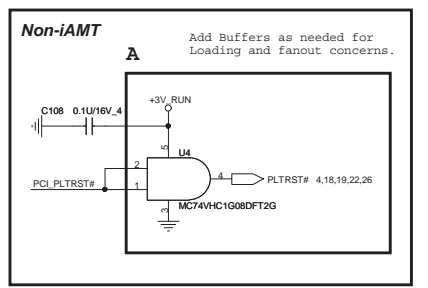 Non-iAMT
Add Buffers as needed for
Loading and fanout concerns.
A
C108 0.1U/16V_4
+3V_RUN
5
U4
2
PCI_PLTRST#
1
4
PLTRST# 4,18,19,22,26
3
MC74VHC1G08DFT2G